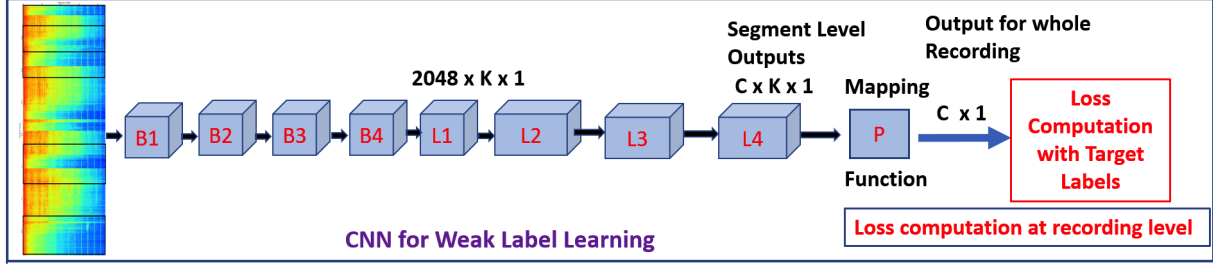 Segment Level
Outputs
C x K x 1
Output for whole
Recording
2048 x K x 1
Mapping
C x 1
B1
B2
B3
B4
L1
L2
L3
L4
P
Function
Loss
Computation
with Target
Labels
Loss computation at recording level
CNN for Weak Label Learning